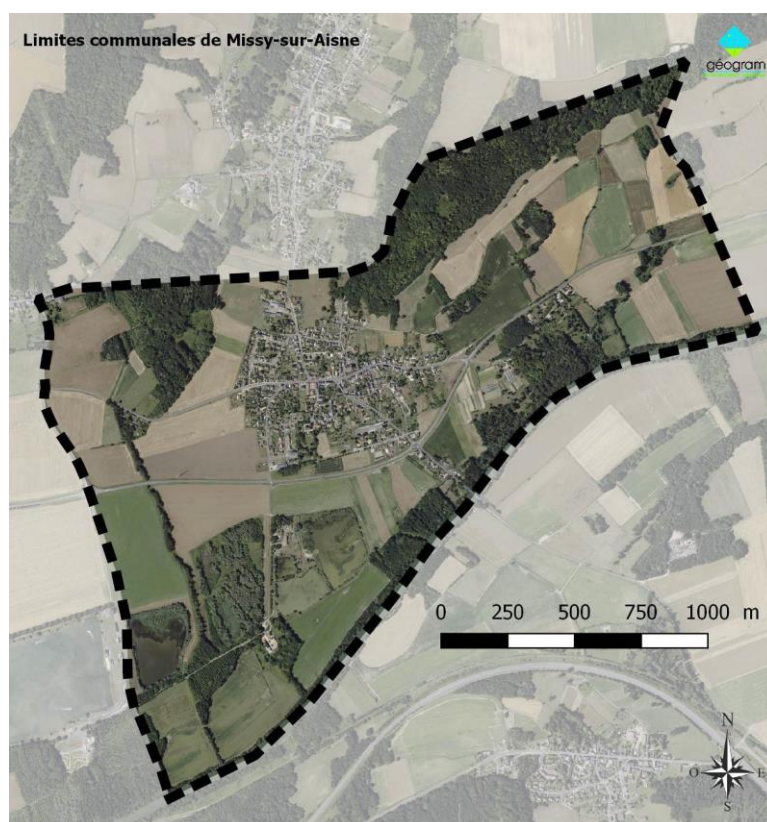 Limites communales de Missy-sur-Aisne
géogram
0 250 500 750 1000 m
N
O E
S